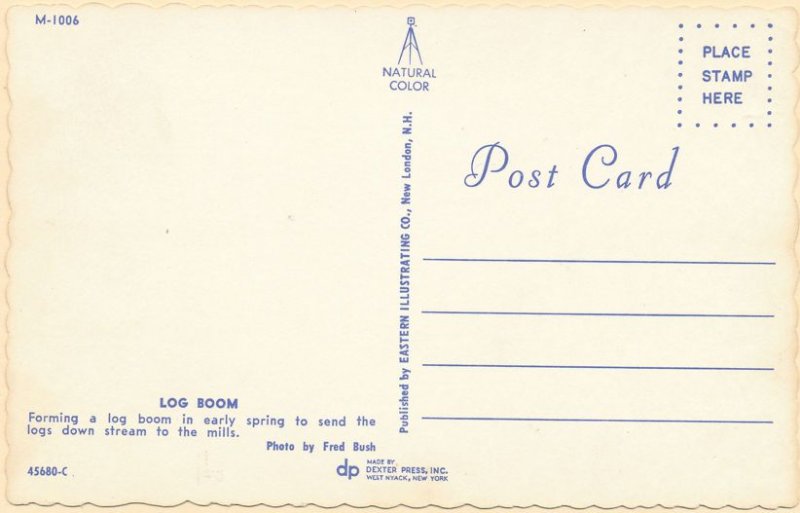 M-1006
NATURAL
COLOR
PLACE
STAMP
HERE
Post Card
Published by EASTERN ILLUSTRATING CO., New London, N.H.
LOG BOOM
Forming a log boom in early spring to send the
logs down stream to the mills.
Photo by Fred Bush
45680-C
dp
MADE BY
DEXTER PRESS, INC.
WEST NYACK, NEW YORK